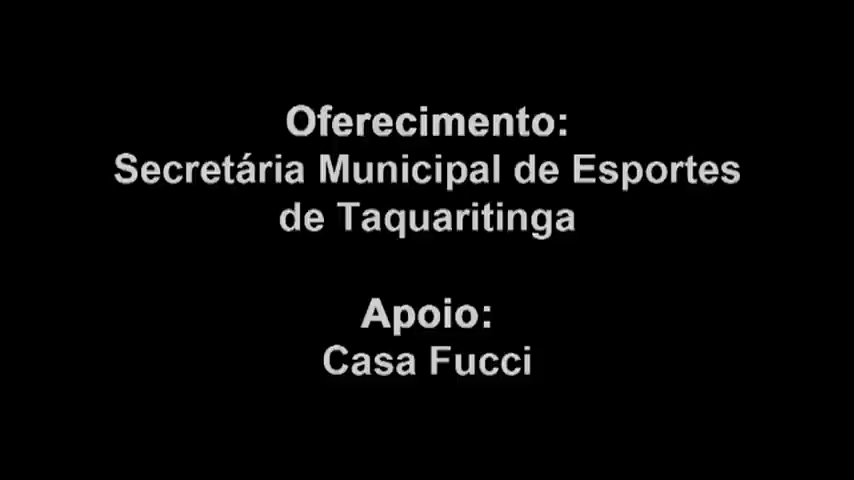 Oferecimento:
Secretária Municipal de Esportes
de Taquaritinga
Apoio:
Casa Fucci